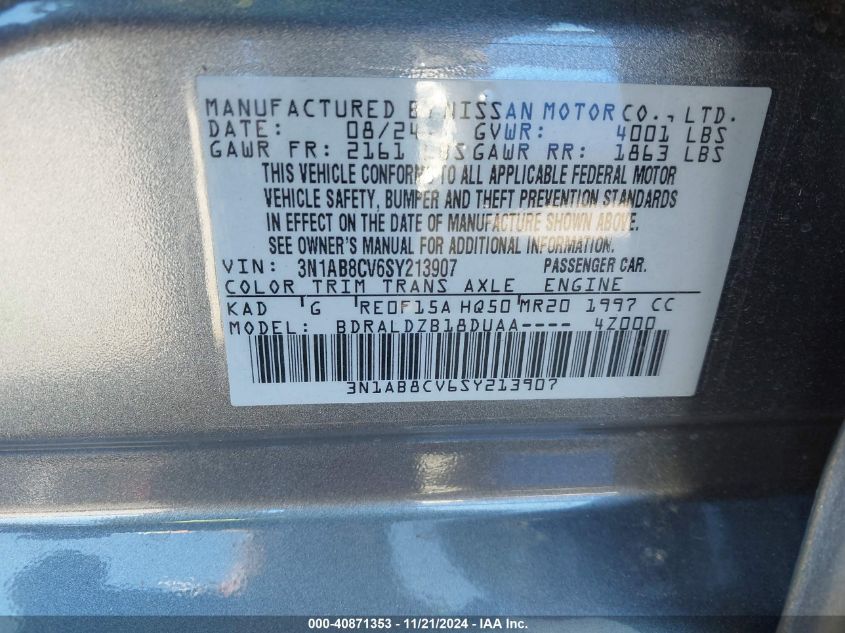 MANUFACTURED BY NISSAN MOTOR CO., LTD.
DATE: 08/24 GVWR: 4001 LBS
GAWR FR: 2161 LBS GAWR RR: 1863 LBS
THIS VEHICLE CONFORMS TO ALL APPLICABLE FEDERAL MOTOR
VEHICLE SAFETY, BUMPER AND THEFT PREVENTION STANDARDS
IN EFFECT ON THE DATE OF MANUFACTURE SHOWN ABOVE.
SEE OWNER'S MANUAL FOR ADDITIONAL INFORMATION.
VIN: 3N1AB8CV6SY213907 PASSENGER CAR.
COLOR TRIM TRANS AXLE ENGINE
KAD G RE0F15A HQ50 MR20 1997 CC
MODEL: BDRALDZB18DUAA---- 4Z000
3N1AB8CV6SY213907
000-40871353 - 11/21/2024 - IAA Inc.